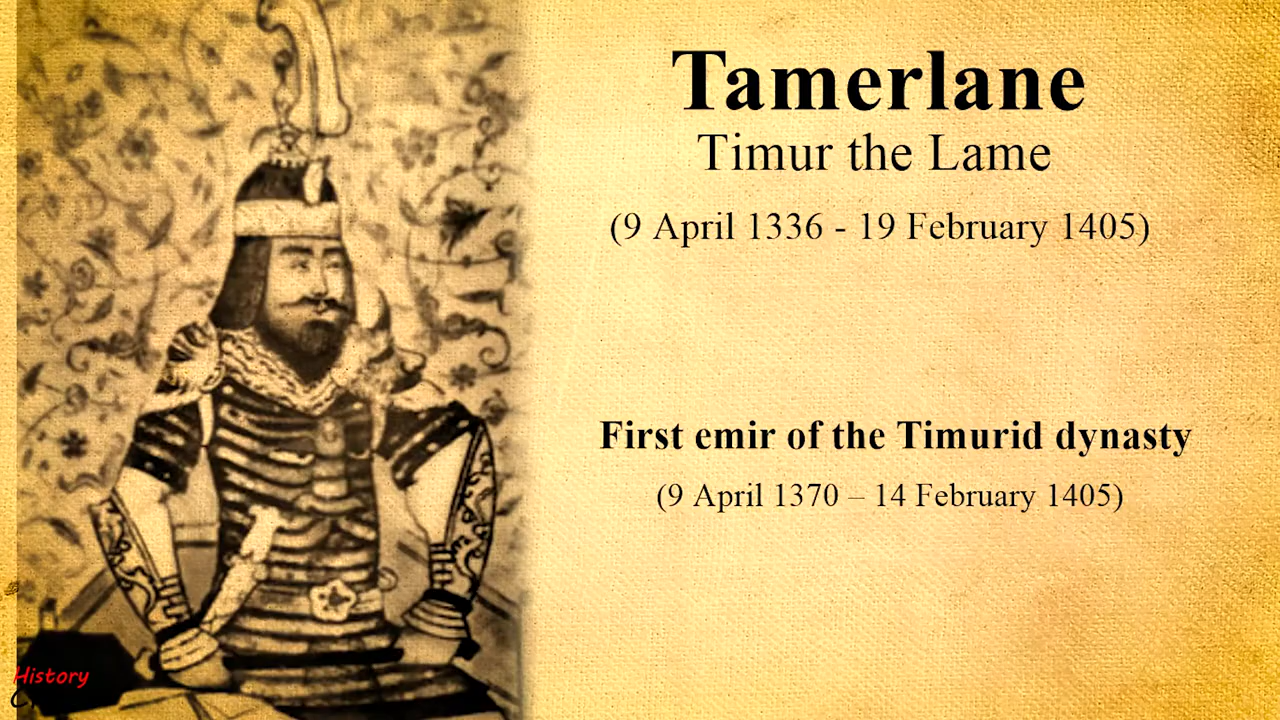 Tamerlane
Timur the Lame
(9 April 1336 - 19 February 1405)
First emir of the Timurid dynasty
(9 April 1370 – 14 February 1405)
History